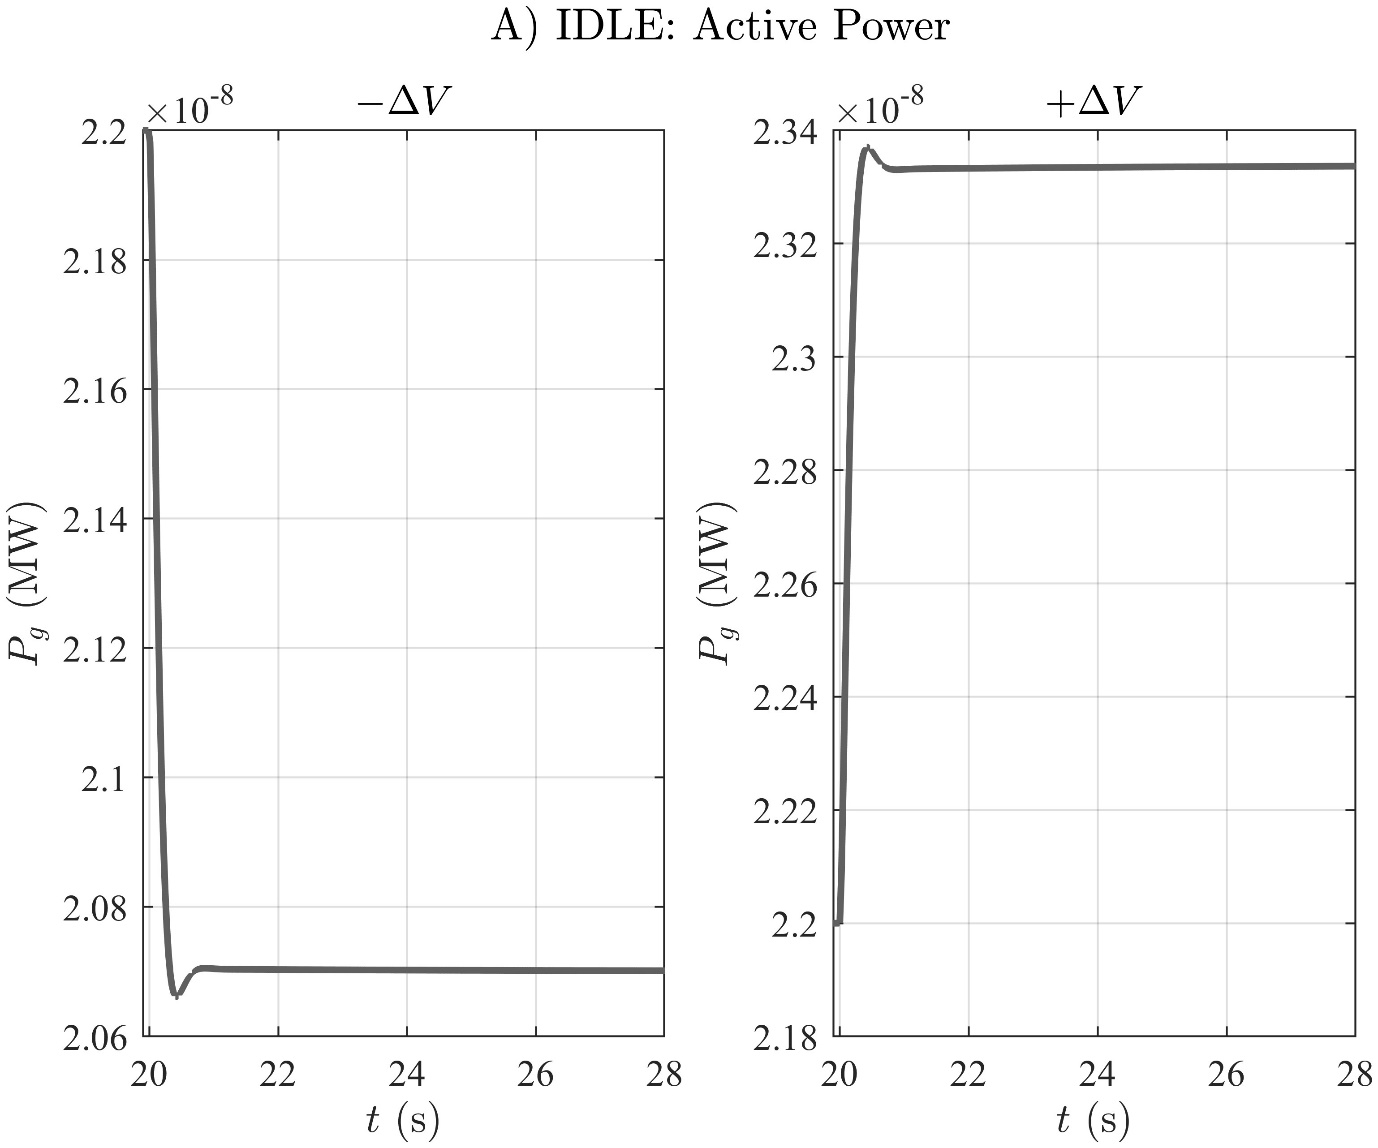 A) IDLE: Active Power
×10-8
−ΔV
2.2
2.18
2.16
2.14
2.12
2.1
2.08
2.06
Pg (MW)
20 22 24 26 28
t (s)
×10-8
+ΔV
2.34
2.32
2.3
2.28
2.26
2.24
2.22
2.2
2.18
Pg (MW)
20 22 24 26 28
t (s)